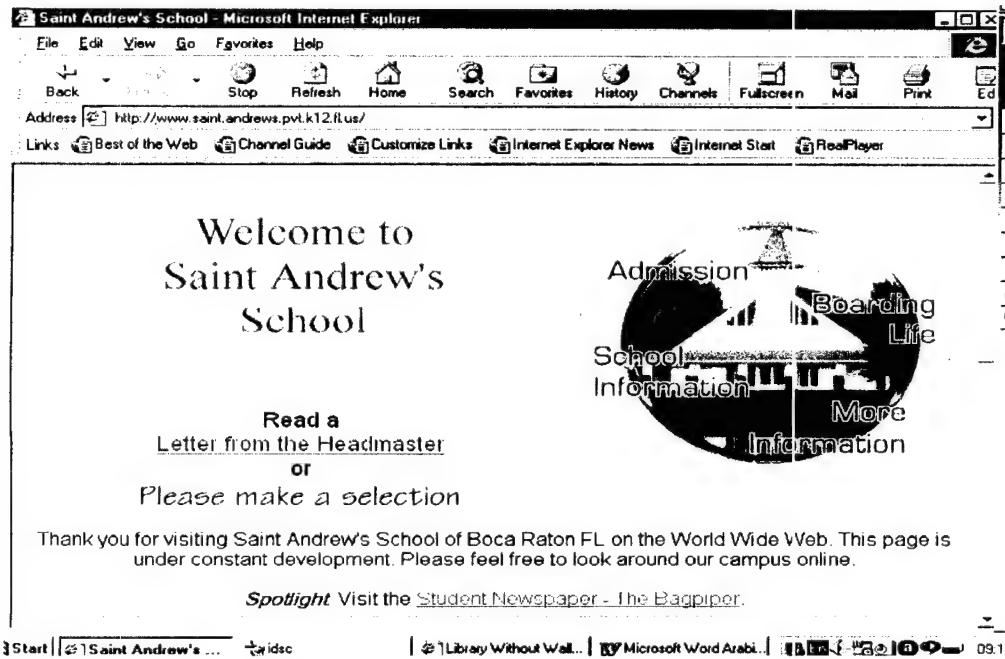 Saint Andrew's School - Microsoft Internet Explorer
File Edit View Go Favorites Help
Back Stop Refresh Home Search Favorites History Channels Fullscreen Mail Print Ed
Address http://www.saint.andrews.pvt.k12.fl.us/
Links Best of the Web Channel Guide Customize Links Internet Explorer News Internet Start RealPlayer
Welcome to
Saint Andrew's
School
Admission
Boarding
Life
School
Information
More
Information
Read a
Letter from the Headmaster
or
Please make a selection
Thank you for visiting Saint Andrew's School of Boca Raton FL on the World Wide Web. This page is
under constant development. Please feel free to look around our campus online.
Spotlight Visit the Student Newspaper - The Bagpiper.
Start Saint Andrew's ... idsc Library Without Wall... Microsoft Word Arabi... 09:1